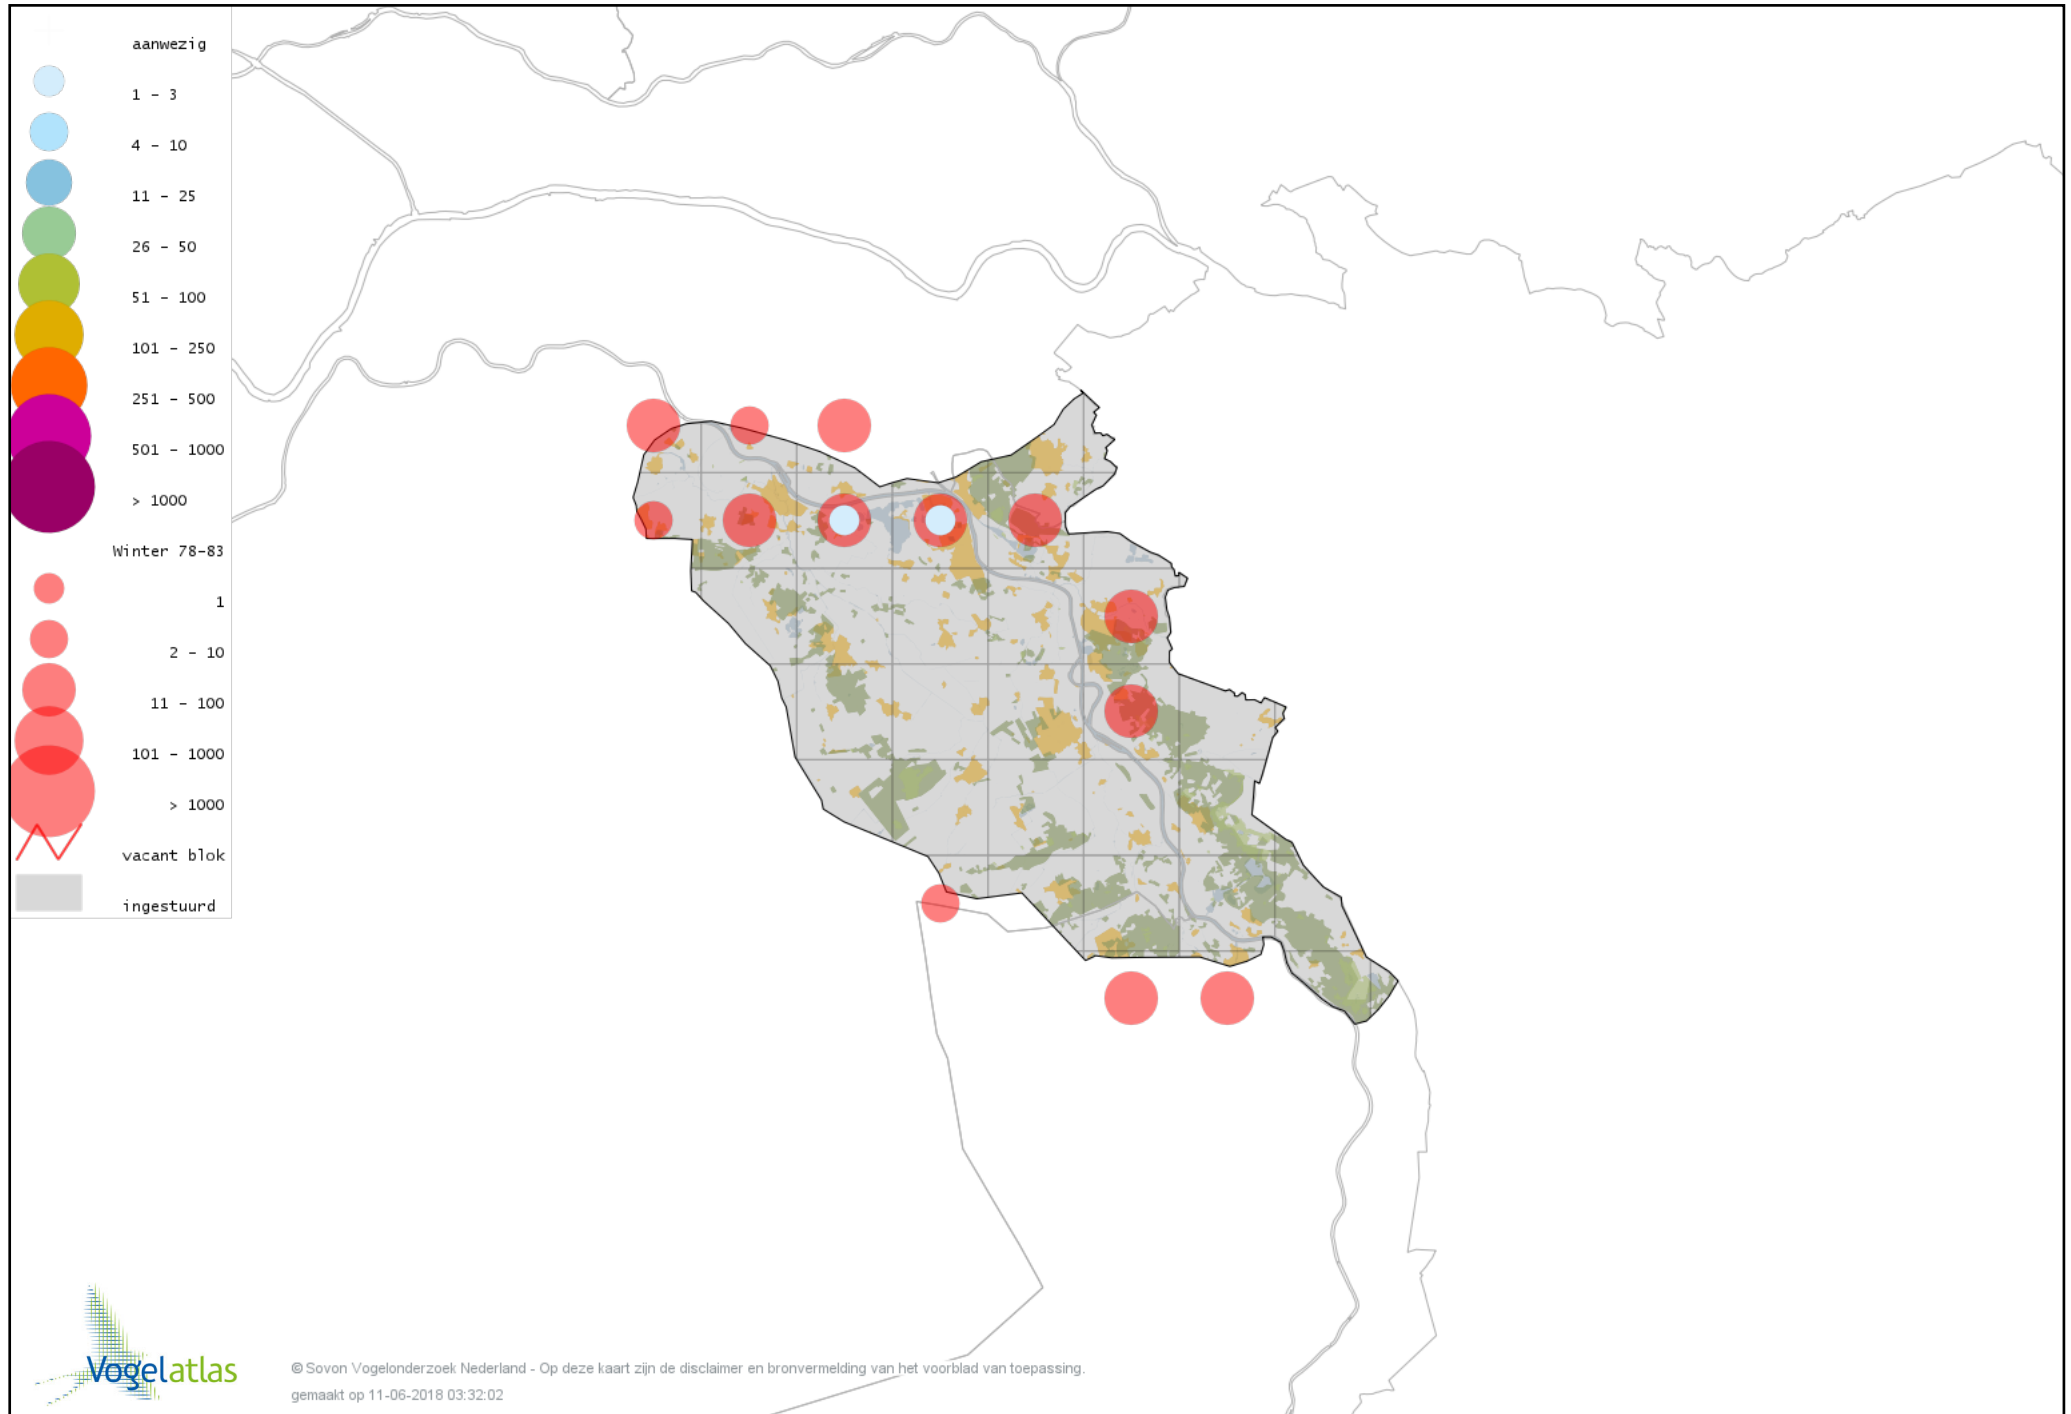 aanwezig
1 - 3
4 - 10
11 - 25
26 - 50
51 - 100
101 - 250
251 - 500
501 - 1000
> 1000
Winter 78-83
1
2 - 10
11 - 100
101 - 1000
> 1000
vacant blok
ingestuurd
Vogelatlas
© Sovon Vogelonderzoek Nederland - Op deze kaart zijn de disclaimer en bronvermelding van het voorblad van toepassing.
gemaakt op 11-06-2018 03:32:02